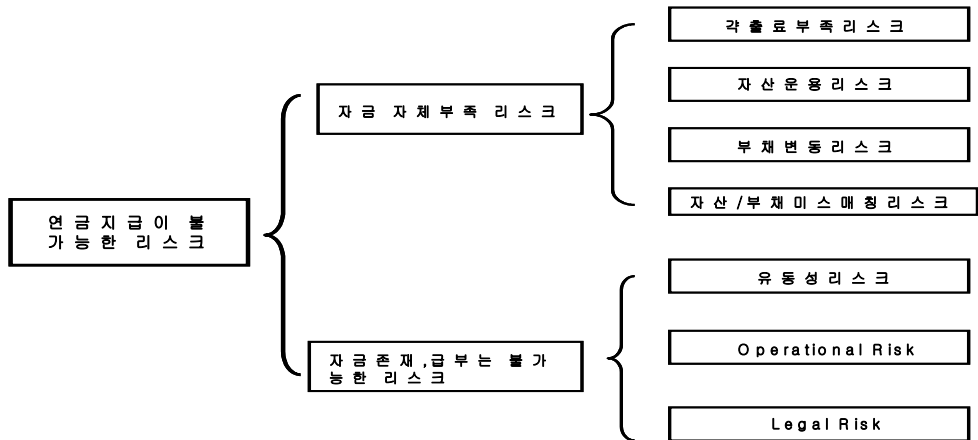 연금지급이 불
가능한 리스크
자금 자체부족 리스크
자금존재,급부는 불가
능한 리스크
각출료부족리스크
자산운용리스크
부채변동리스크
자산/부채미스매칭리스크
유동성리스크
Operational Risk
Legal Risk